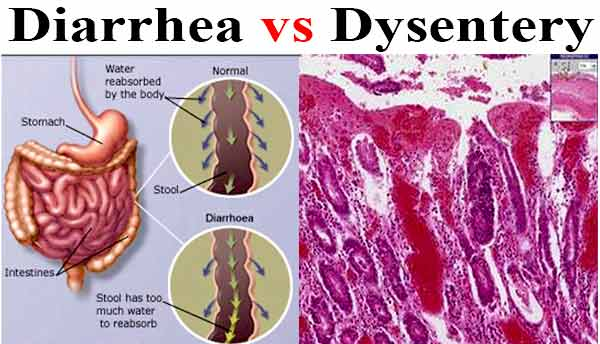 Diarrhea vs Dysentery
Water
reabsorbed
by the body
Normal
Stomach
Stool
Diarrhoea
Intestines
Stool has too
much water
to reabsorb